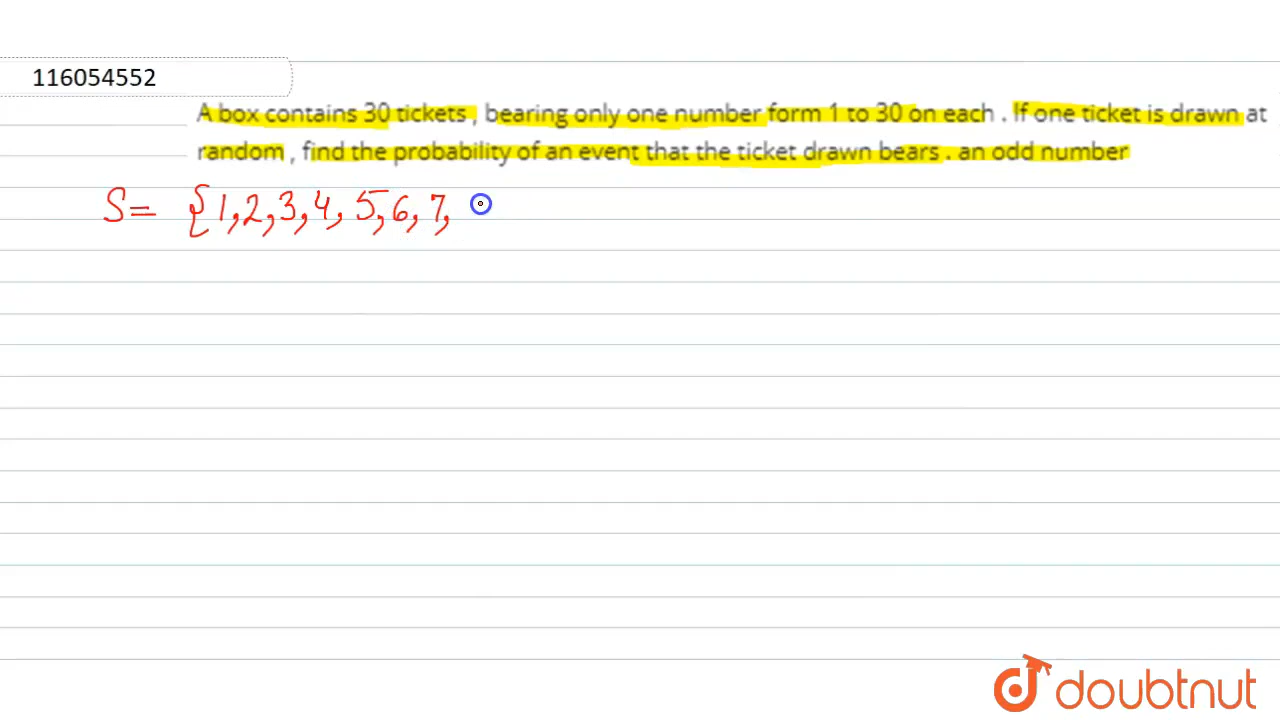 116054552
A box contains 30 tickets , bearing only one number form 1 to 30 on each . If one ticket is drawn at
random , find the probability of an event that the ticket drawn bears . an odd number
S= {1,2,3,4,5,6,7,
doubtnut